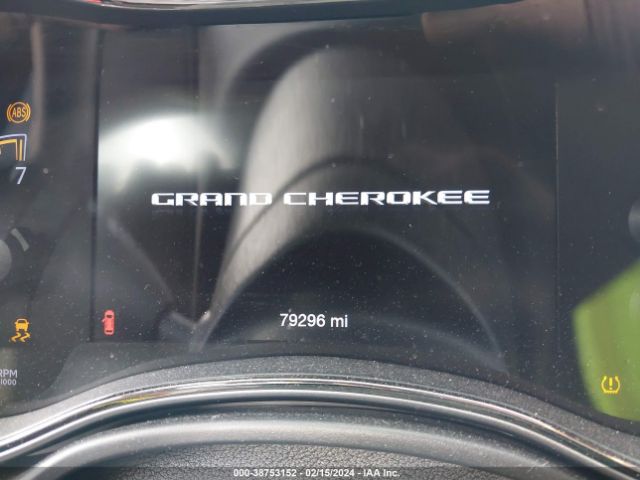 ABS
7
GRAND CHEROKEE
79296 mi
RPM
1000
000-38753152 - 02/15/2024 - IAA Inc.